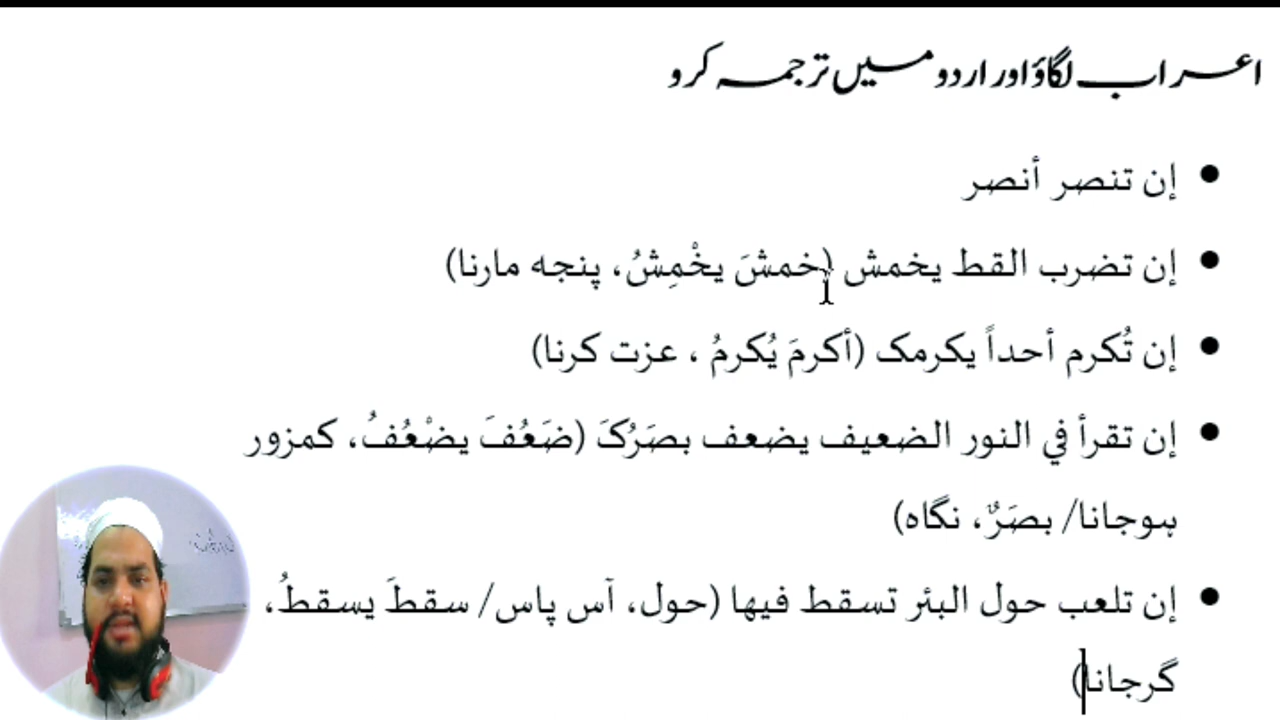 اعراب لگاؤ اور اردو میں ترجمہ کرو
• إن تنصر أنصر
• إن تضرب القط يخمش (خمشَ يخْمِشُ، پنجه مارنا)
• إن تُكرم أحداً يكرمک (أكرمَ يُكرمُ ، عزت كرنا)
• إن تقرأ في النور الضعيف يضعف بصَرُکَ (ضَعُفَ يضْعُفُ، كمزور
ہوجانا/ بصَرٌ، نگاه)
• إن تلعب حول البئر تسقط فيها (حول، آس پاس/ سقطَ يسقطُ،
گرجانا)